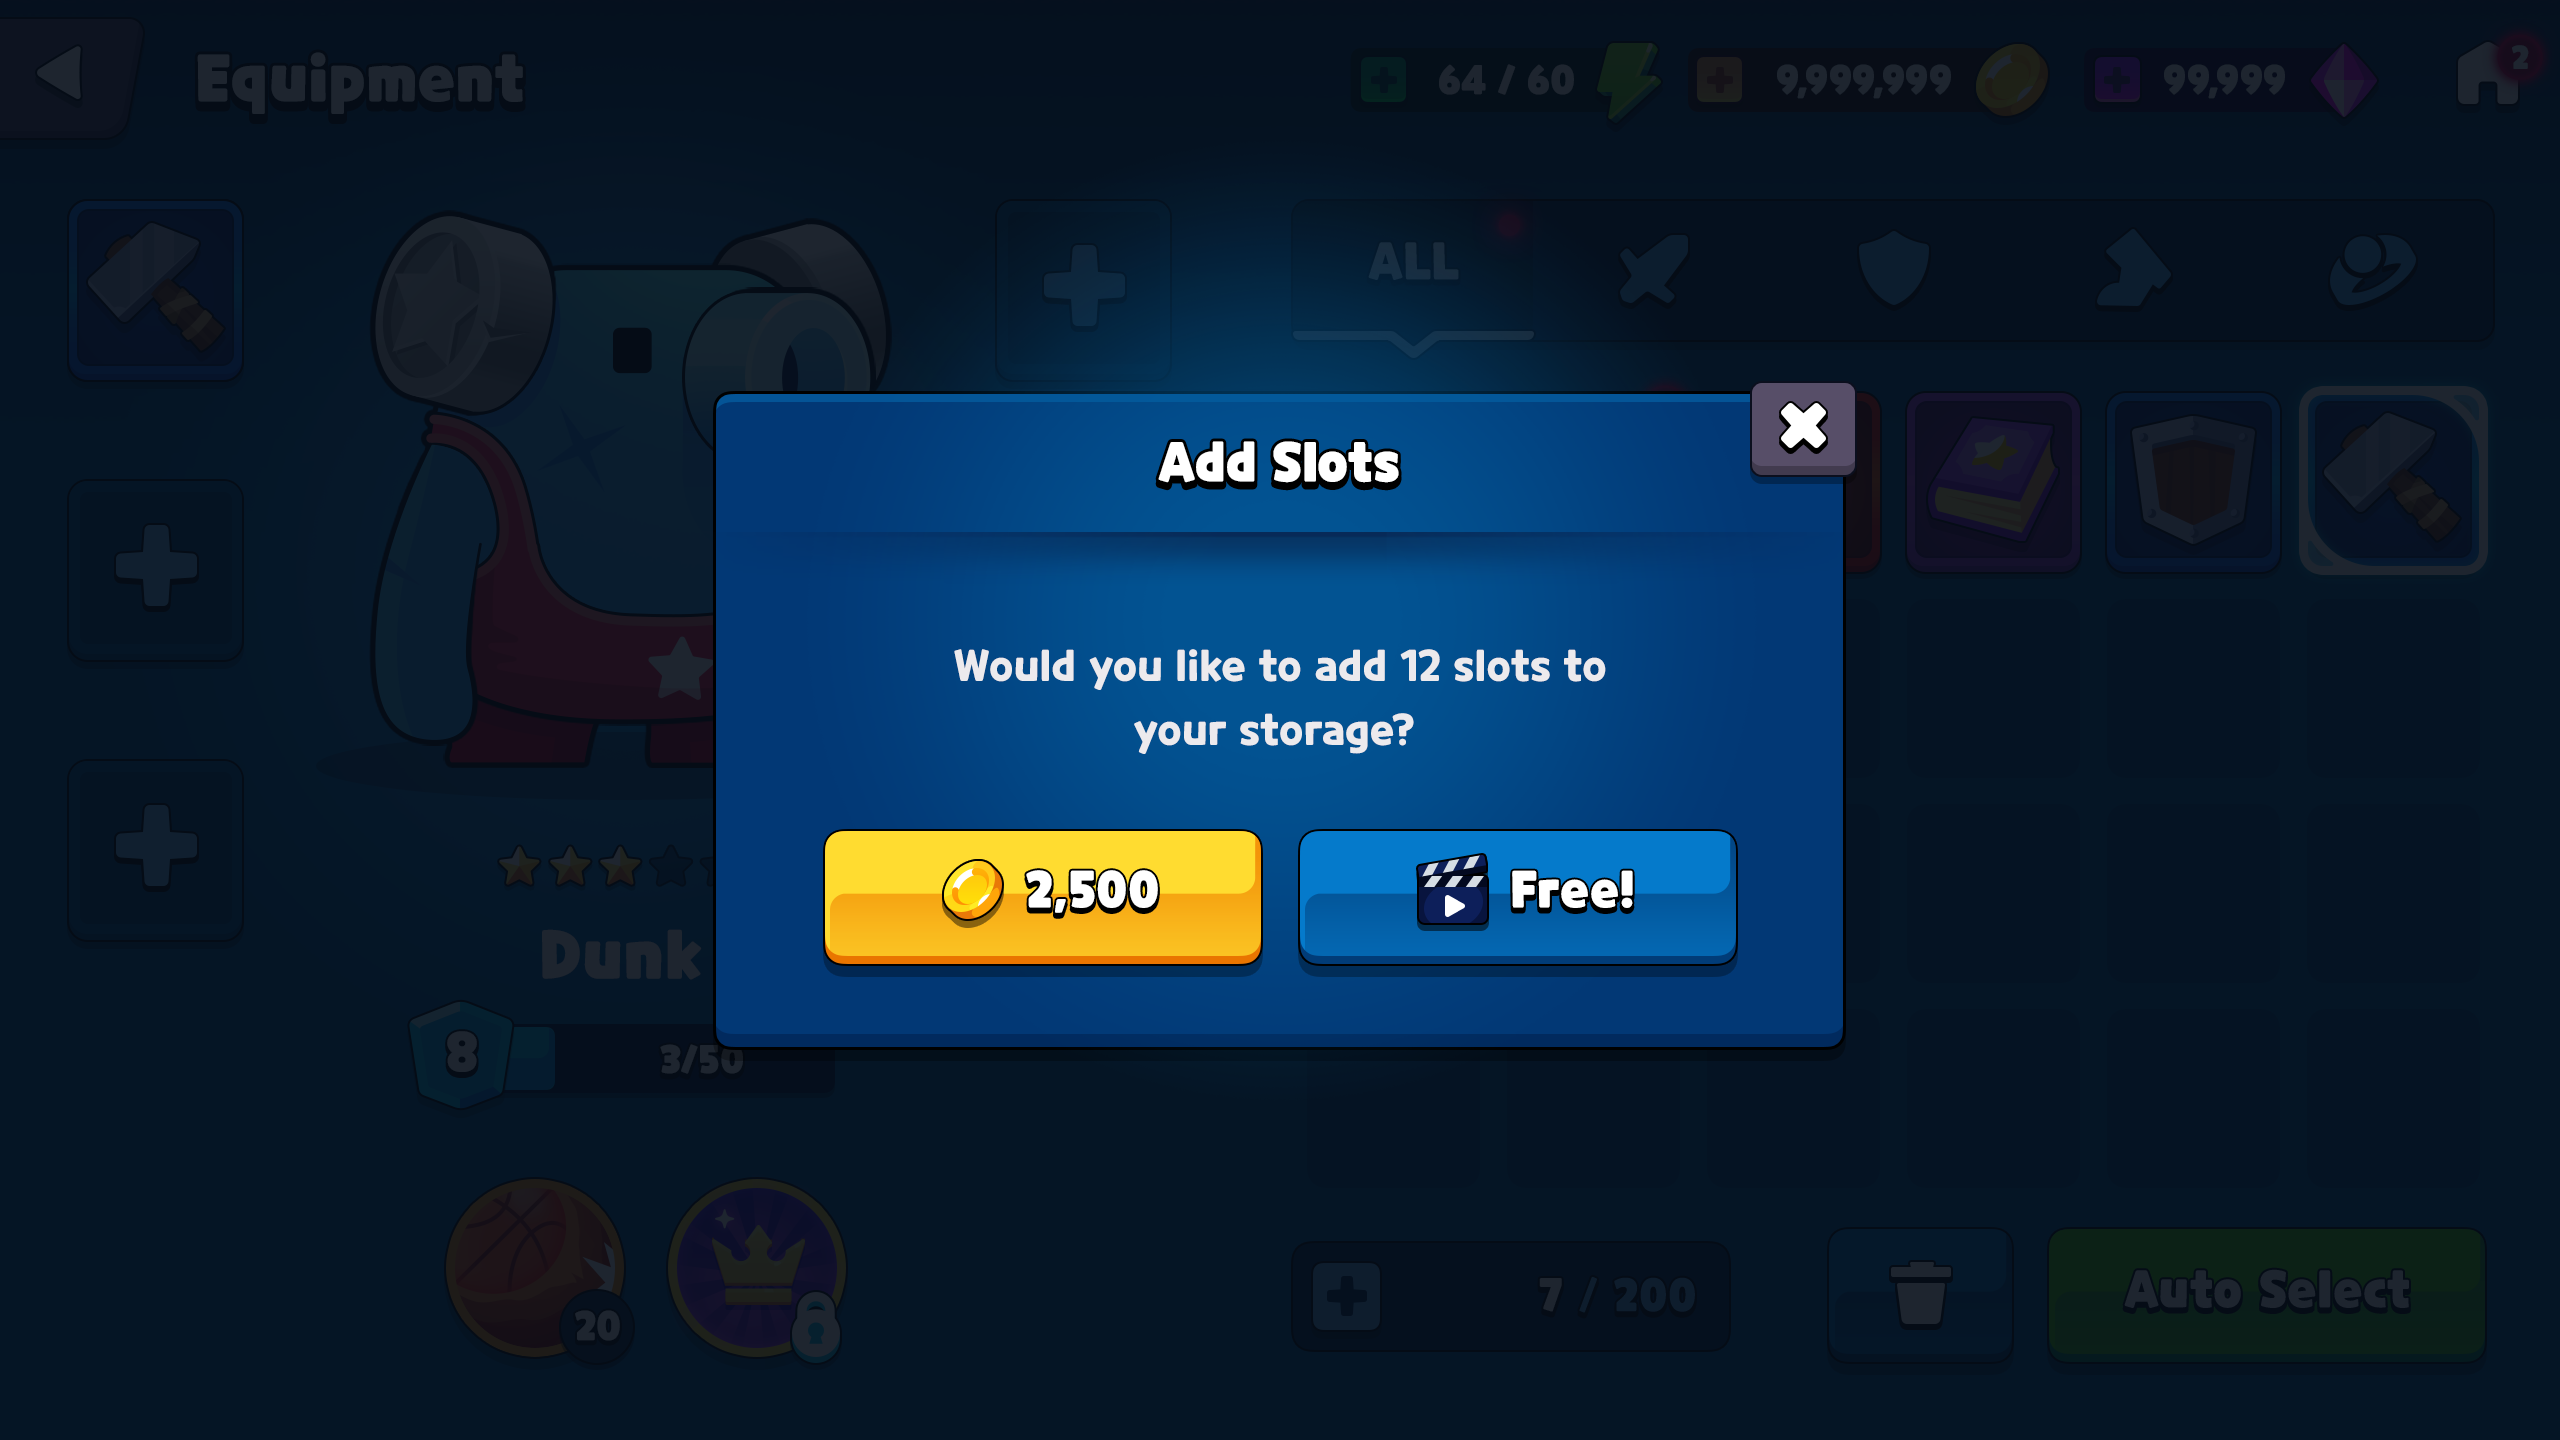 Equipment
64 / 60
9,999,999
99,999
2
ALL
Add Slots
Would you like to add 12 slots to
your storage?
2,500
Free!
Dunk
8
3/50
20
7 / 200
Auto Select